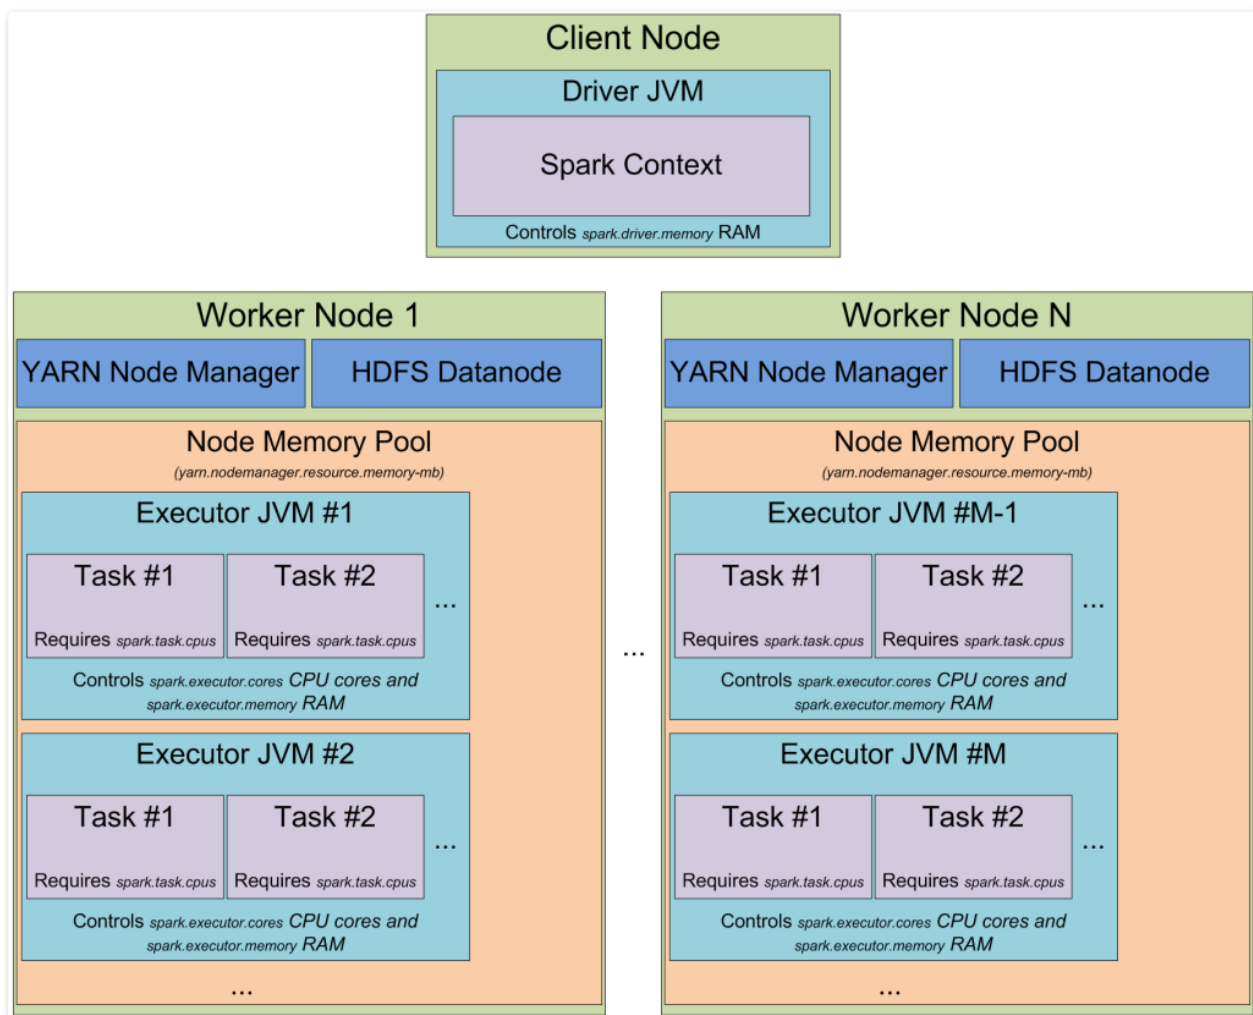 Client Node
Driver JVM
Spark Context
Controls spark.driver.memory RAM
Worker Node 1
YARN Node Manager
HDFS Datanode
Node Memory Pool
(yarn.nodemanager.resource.memory-mb)
Executor JVM #1
Task #1
Task #2
...
Requires spark.task.cpus
Requires spark.task.cpus
Controls spark.executor.cores CPU cores and
spark.executor.memory RAM
Executor JVM #2
Task #1
Task #2
...
Requires spark.task.cpus
Requires spark.task.cpus
Controls spark.executor.cores CPU cores and
spark.executor.memory RAM
...
...
Worker Node N
YARN Node Manager
HDFS Datanode
Node Memory Pool
(yarn.nodemanager.resource.memory-mb)
Executor JVM #M-1
Task #1
Task #2
...
Requires spark.task.cpus
Requires spark.task.cpus
Controls spark.executor.cores CPU cores and
spark.executor.memory RAM
Executor JVM #M
Task #1
Task #2
...
Requires spark.task.cpus
Requires spark.task.cpus
Controls spark.executor.cores CPU cores and
spark.executor.memory RAM
...